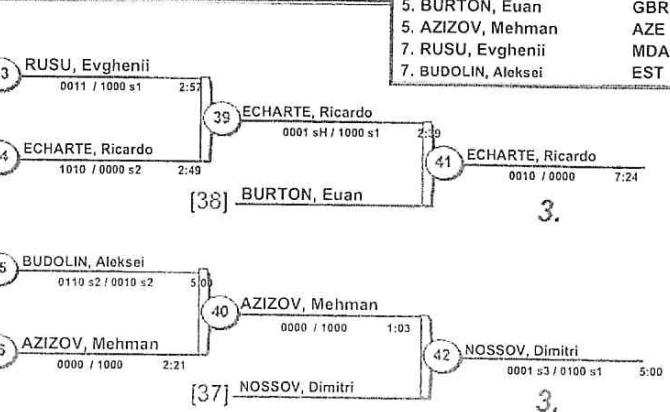 5. BURTON, Euan GBR
5. AZIZOV, Mehman AZE
7. RUSU, Evghenii MDA
7. BUDOLIN, Aleksei EST
3 RUSU, Evghenii
0011 / 1000 s1 2:57
39 ECHARTE, Ricardo
0001 sH / 1000 s1 2:39
4 ECHARTE, Ricardo
1010 / 0000 s2 2:49
41 ECHARTE, Ricardo
0010 / 0000 7:24
[38] BURTON, Euan
3.
5 BUDOLIN, Aleksei
0110 s2 / 0010 s2 5:00
40 AZIZOV, Mehman
0000 / 1000 1:03
6 AZIZOV, Mehman
0000 / 1000 2:21
42 NOSSOV, Dimitri
0001 s3 / 0100 s1 5:00
[37] NOSSOV, Dimitri
3.